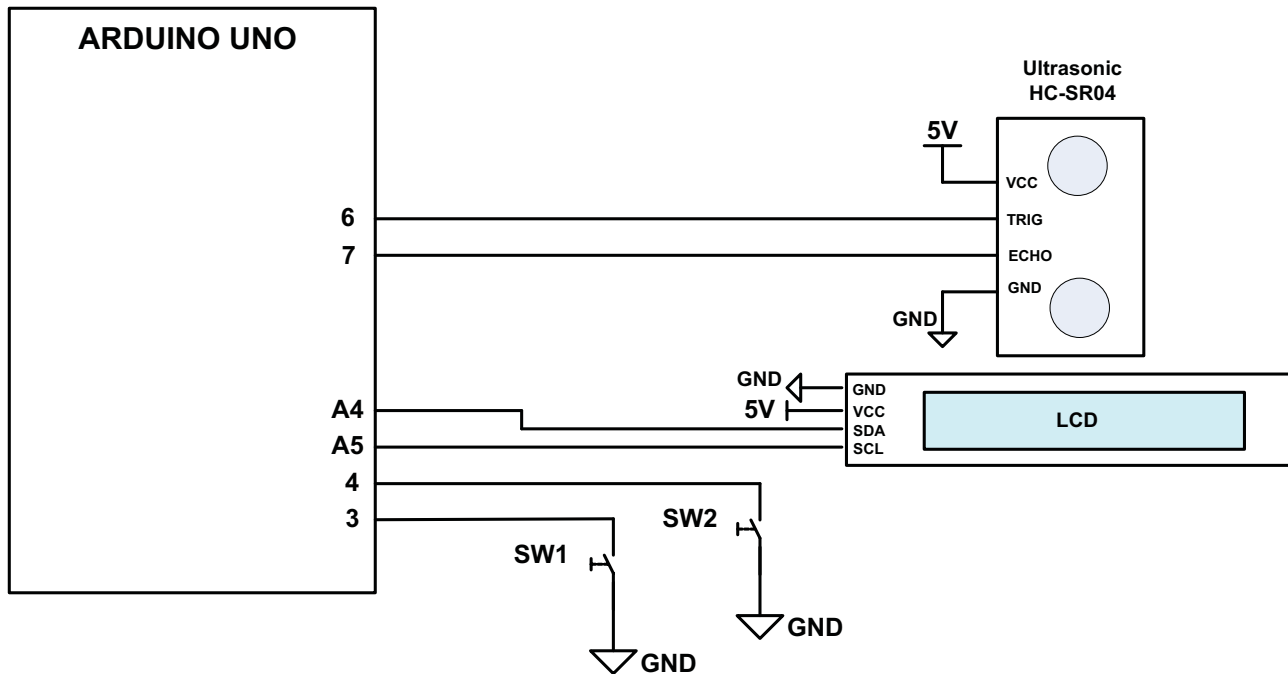 ARDUINO UNO
Ultrasonic
HC-SR04
5V
VCC
6
TRIG
7
ECHO
GND
GND
GND
GND
A4
5V
VCC
LCD
SDA
A5
SCL
4
3
SW2
SW1
GND
GND